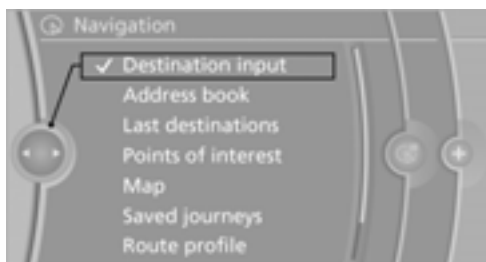 Navigation
Destination input
Address book
Last destinations
Points of interest
Map
Saved journeys
Route profile